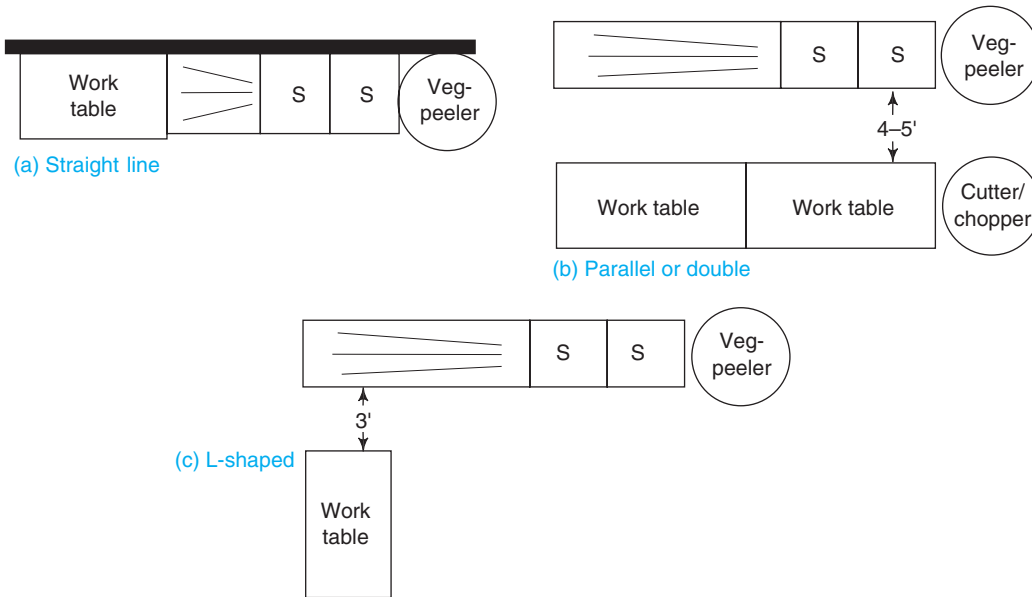 Work
table
S
S
Veg-
peeler
(a) Straight line
S
S
Veg-
peeler
4–5'
Work table
Work table
Cutter/
chopper
(b) Parallel or double
S
S
Veg-
peeler
3'
(c) L-shaped
Work
table